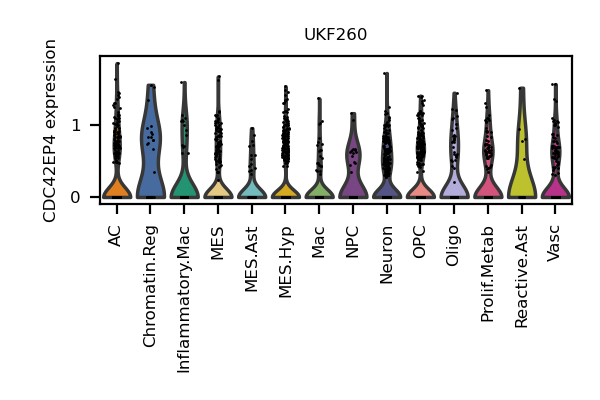 UKF260
CDC42EP4 expression
1
0
AC
Chromatin.Reg
Inflammatory.Mac
MES
MES.Ast
MES.Hyp
Mac
NPC
Neuron
OPC
Oligo
Prolif.Metab
Reactive.Ast
Vasc